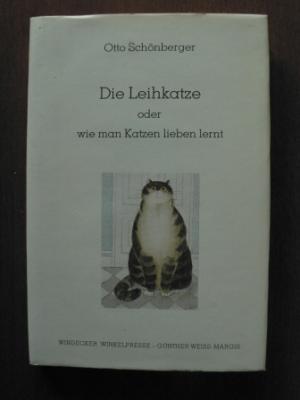 Otto Schönberger
Die Leihkatze
oder
wie man Katzen lieben lernt
WINDECKER WINKELPRESSE - GÜNTHER WEISS-MARGIS